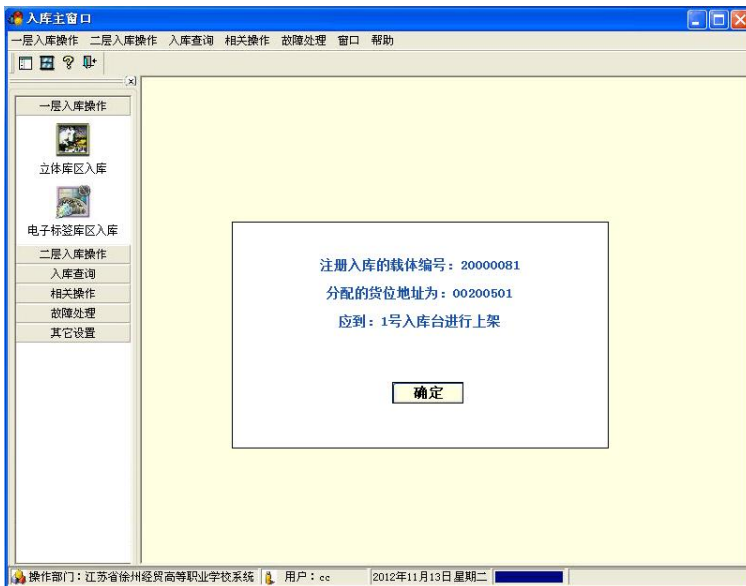 入库主窗口
一层入库操作 二层入库操作 入库查询 相关操作 故障处理 窗口 帮助
一层入库操作
立体库区入库
电子标签库区入库
二层入库操作
入库查询
相关操作
故障处理
其它设置
注册入库的载体编号：20000081
分配的货位地址为：00200501
应到：1号入库台进行上架
确定
操作部门：江苏省徐州经贸高等职业学校系统 用户：cc 2012年11月13日星期二